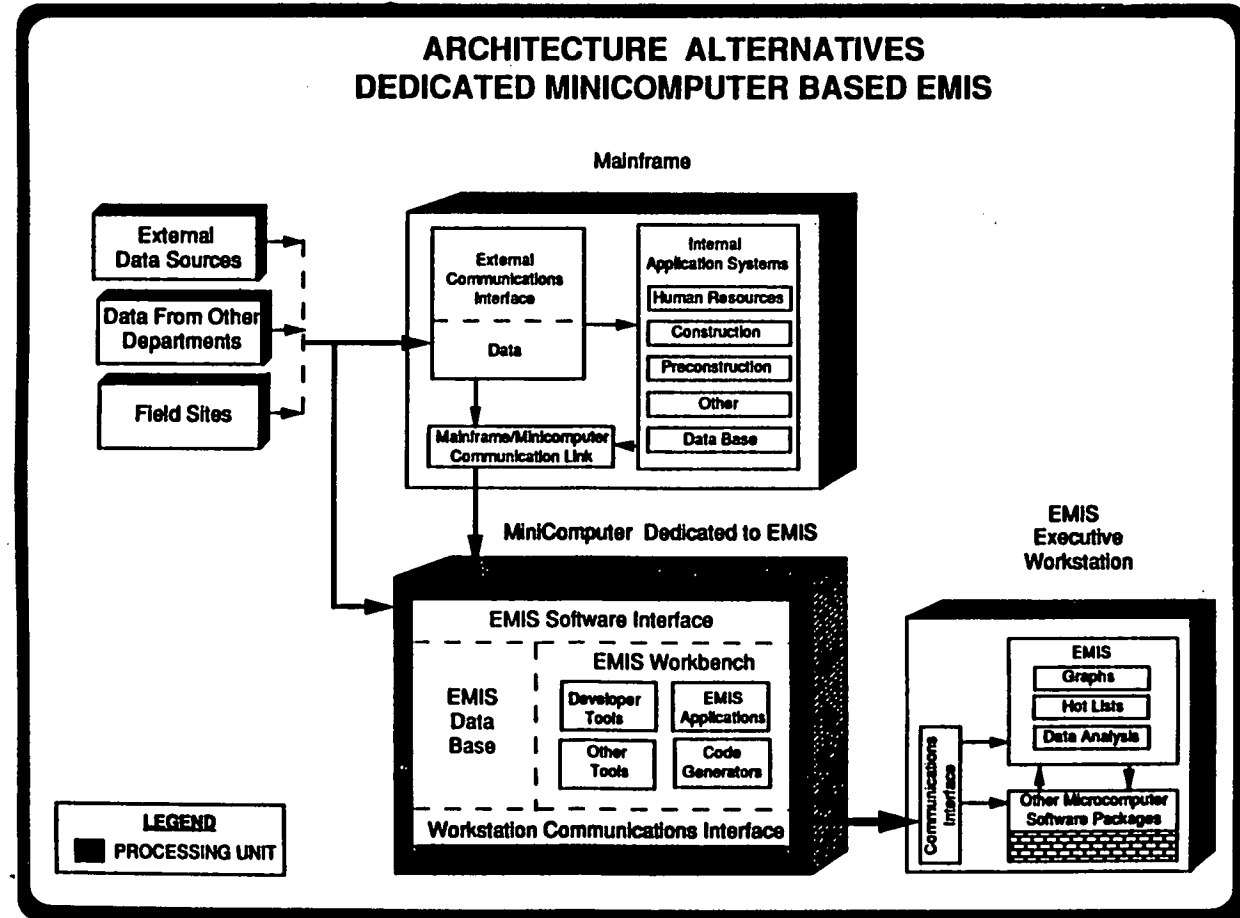 ARCHITECTURE ALTERNATIVES
DEDICATED MINICOMPUTER BASED EMIS
Mainframe
External
Data Sources
Data From Other
Departments
Field Sites
External
Communications
Interface
Data
Mainframe/Minicomputer
Communication Link
Internal
Application Systems
Human Resources
Construction
Preconstruction
Other
Data Base
MiniComputer Dedicated to EMIS
EMIS Software Interface
EMIS
Data
Base
EMIS Workbench
Developer
Tools
EMIS
Applications
Other
Tools
Code
Generators
Workstation Communications Interface
EMIS
Executive
Workstation
Communications
Interface
EMIS
Graphs
Hot Lists
Data Analysis
Other Microcomputer
Software Packages
LEGEND
PROCESSING UNIT